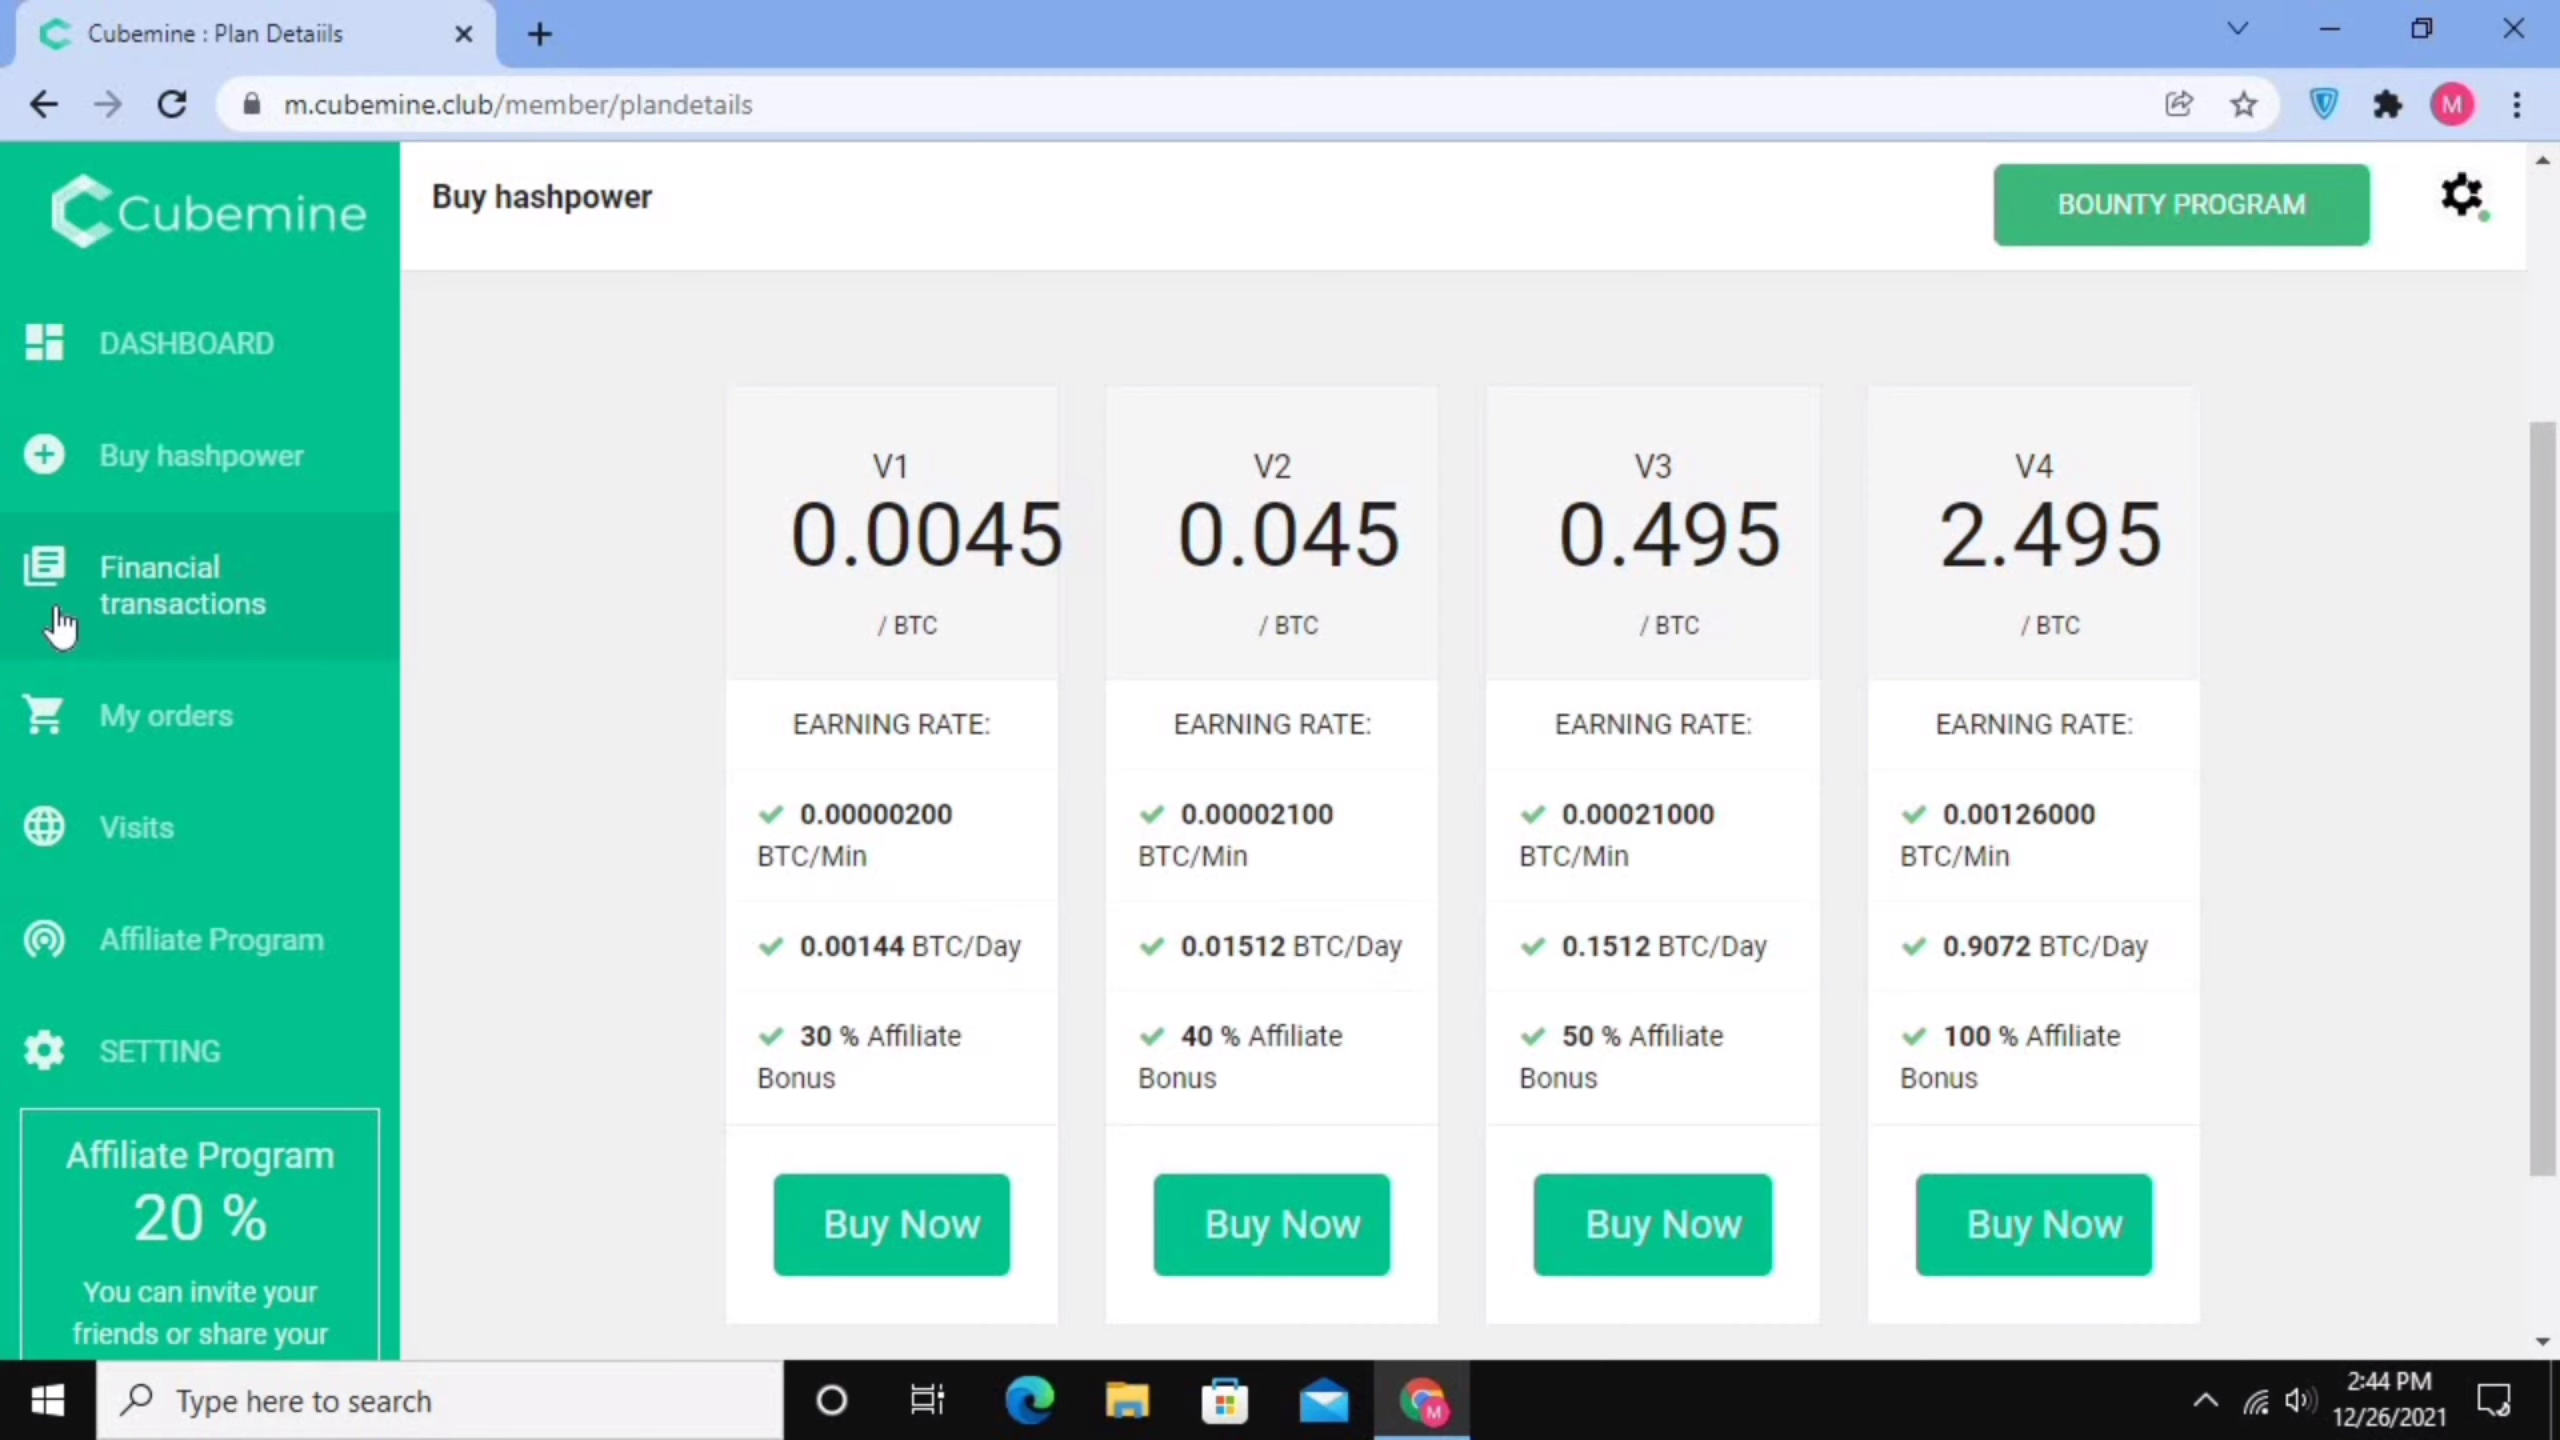 Cubemine : Plan Detaiils
m.cubemine.club/member/plandetails
M
Cubemine
Buy hashpower
BOUNTY PROGRAM
DASHBOARD
Buy hashpower
Financial
transactions
My orders
Visits
Affiliate Program
SETTING
Affiliate Program
20 %
You can invite your
friends or share your
V1
0.0045
/ BTC
EARNING RATE:
0.00000200
BTC/Min
0.00144 BTC/Day
30 % Affiliate
Bonus
Buy Now
V2
0.045
/ BTC
EARNING RATE:
0.00002100
BTC/Min
0.01512 BTC/Day
40 % Affiliate
Bonus
Buy Now
V3
0.495
/ BTC
EARNING RATE:
0.00021000
BTC/Min
0.1512 BTC/Day
50 % Affiliate
Bonus
Buy Now
V4
2.495
/ BTC
EARNING RATE:
0.00126000
BTC/Min
0.9072 BTC/Day
100 % Affiliate
Bonus
Buy Now
Type here to search
M
2:44 PM
12/26/2021